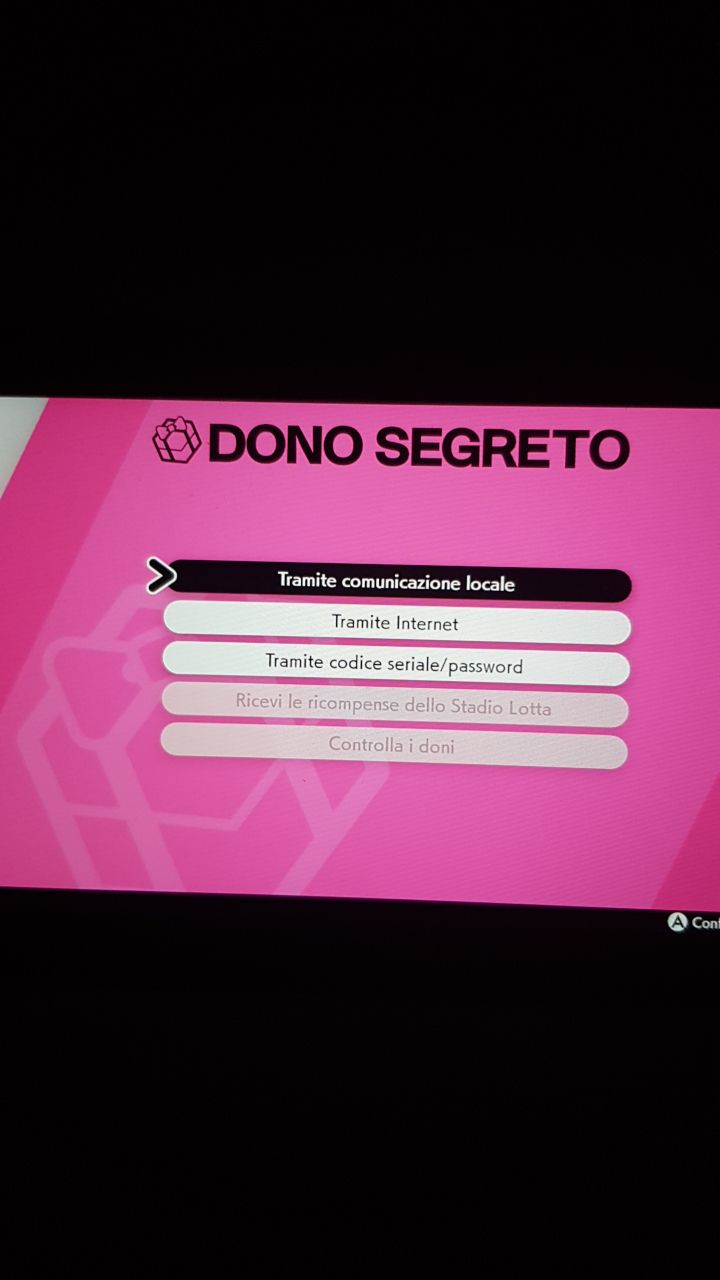 DONO SEGRETO
Tramite comunicazione locale
Tramite Internet
Tramite codice seriale/password
Ricevi le ricompense dello Stadio Lotta
Controlla i doni
A